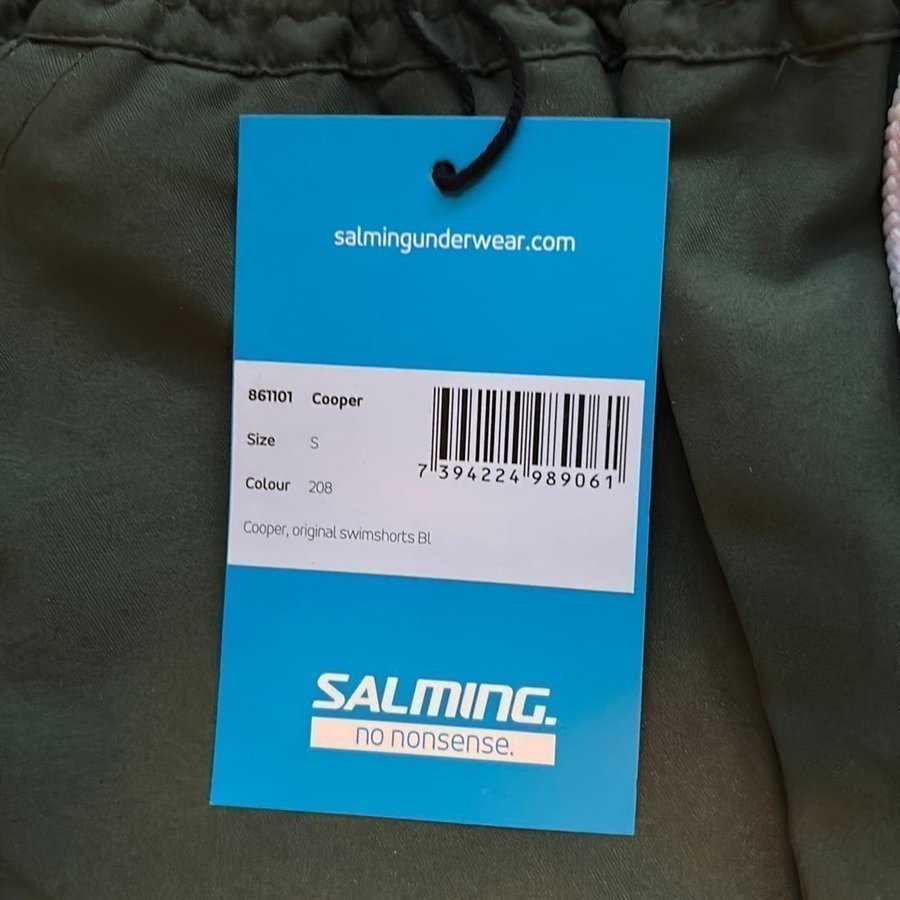 salmingunderwear.com
861101 Cooper
Size S
Colour 208
Cooper, original swimshorts Bl
7 394224 989061
SALMING.
no nonsense.